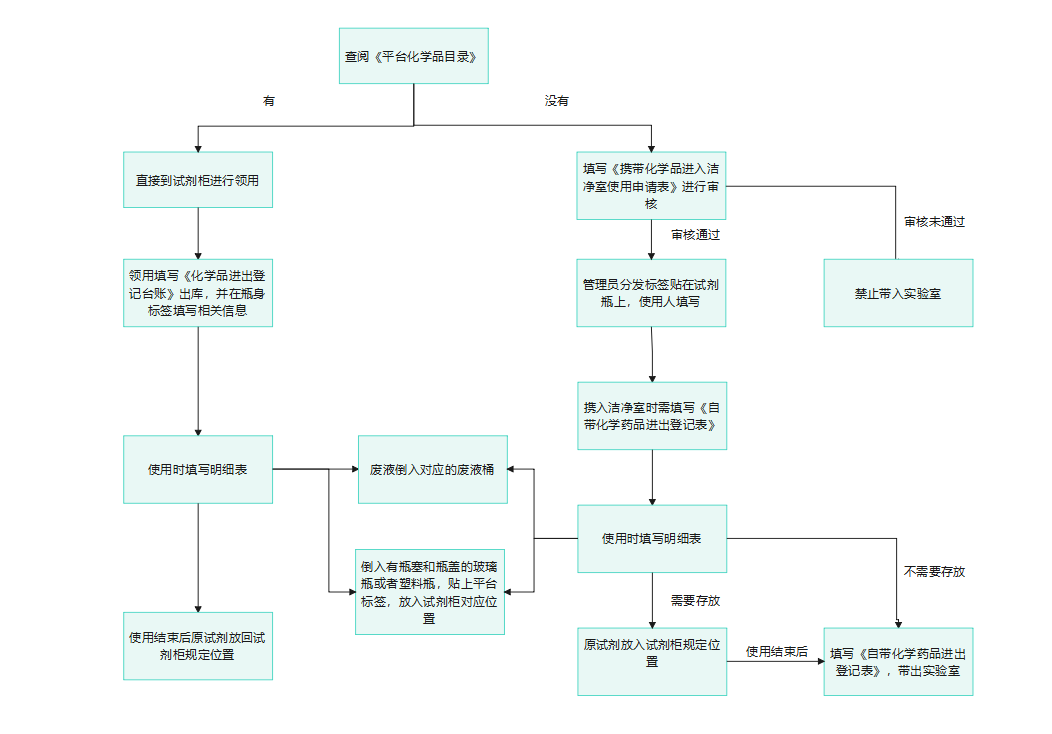 查阅《平台化学品目录》
有
没有
直接到试剂柜进行领用
填写《携带化学品进入洁
净室使用申请表》进行审
核
审核未通过
审核通过
领用填写《化学品进出登
记台账》出库，并在瓶身
标签填写相关信息
管理员分发标签贴在试剂
瓶上，使用人填写
禁止带入实验室
携入洁净室时需填写《自
带化学药品进出登记表》
使用时填写明细表
废液倒入对应的废液桶
使用时填写明细表
倒入有瓶塞和瓶盖的玻璃
瓶或者塑料瓶，贴上平台
标签，放入试剂柜对应位
置
不需要存放
需要存放
使用结束后原试剂放回试
剂柜规定位置
原试剂放入试剂柜规定位
置
使用结束后
填写《自带化学药品进出
登记表》，带出实验室